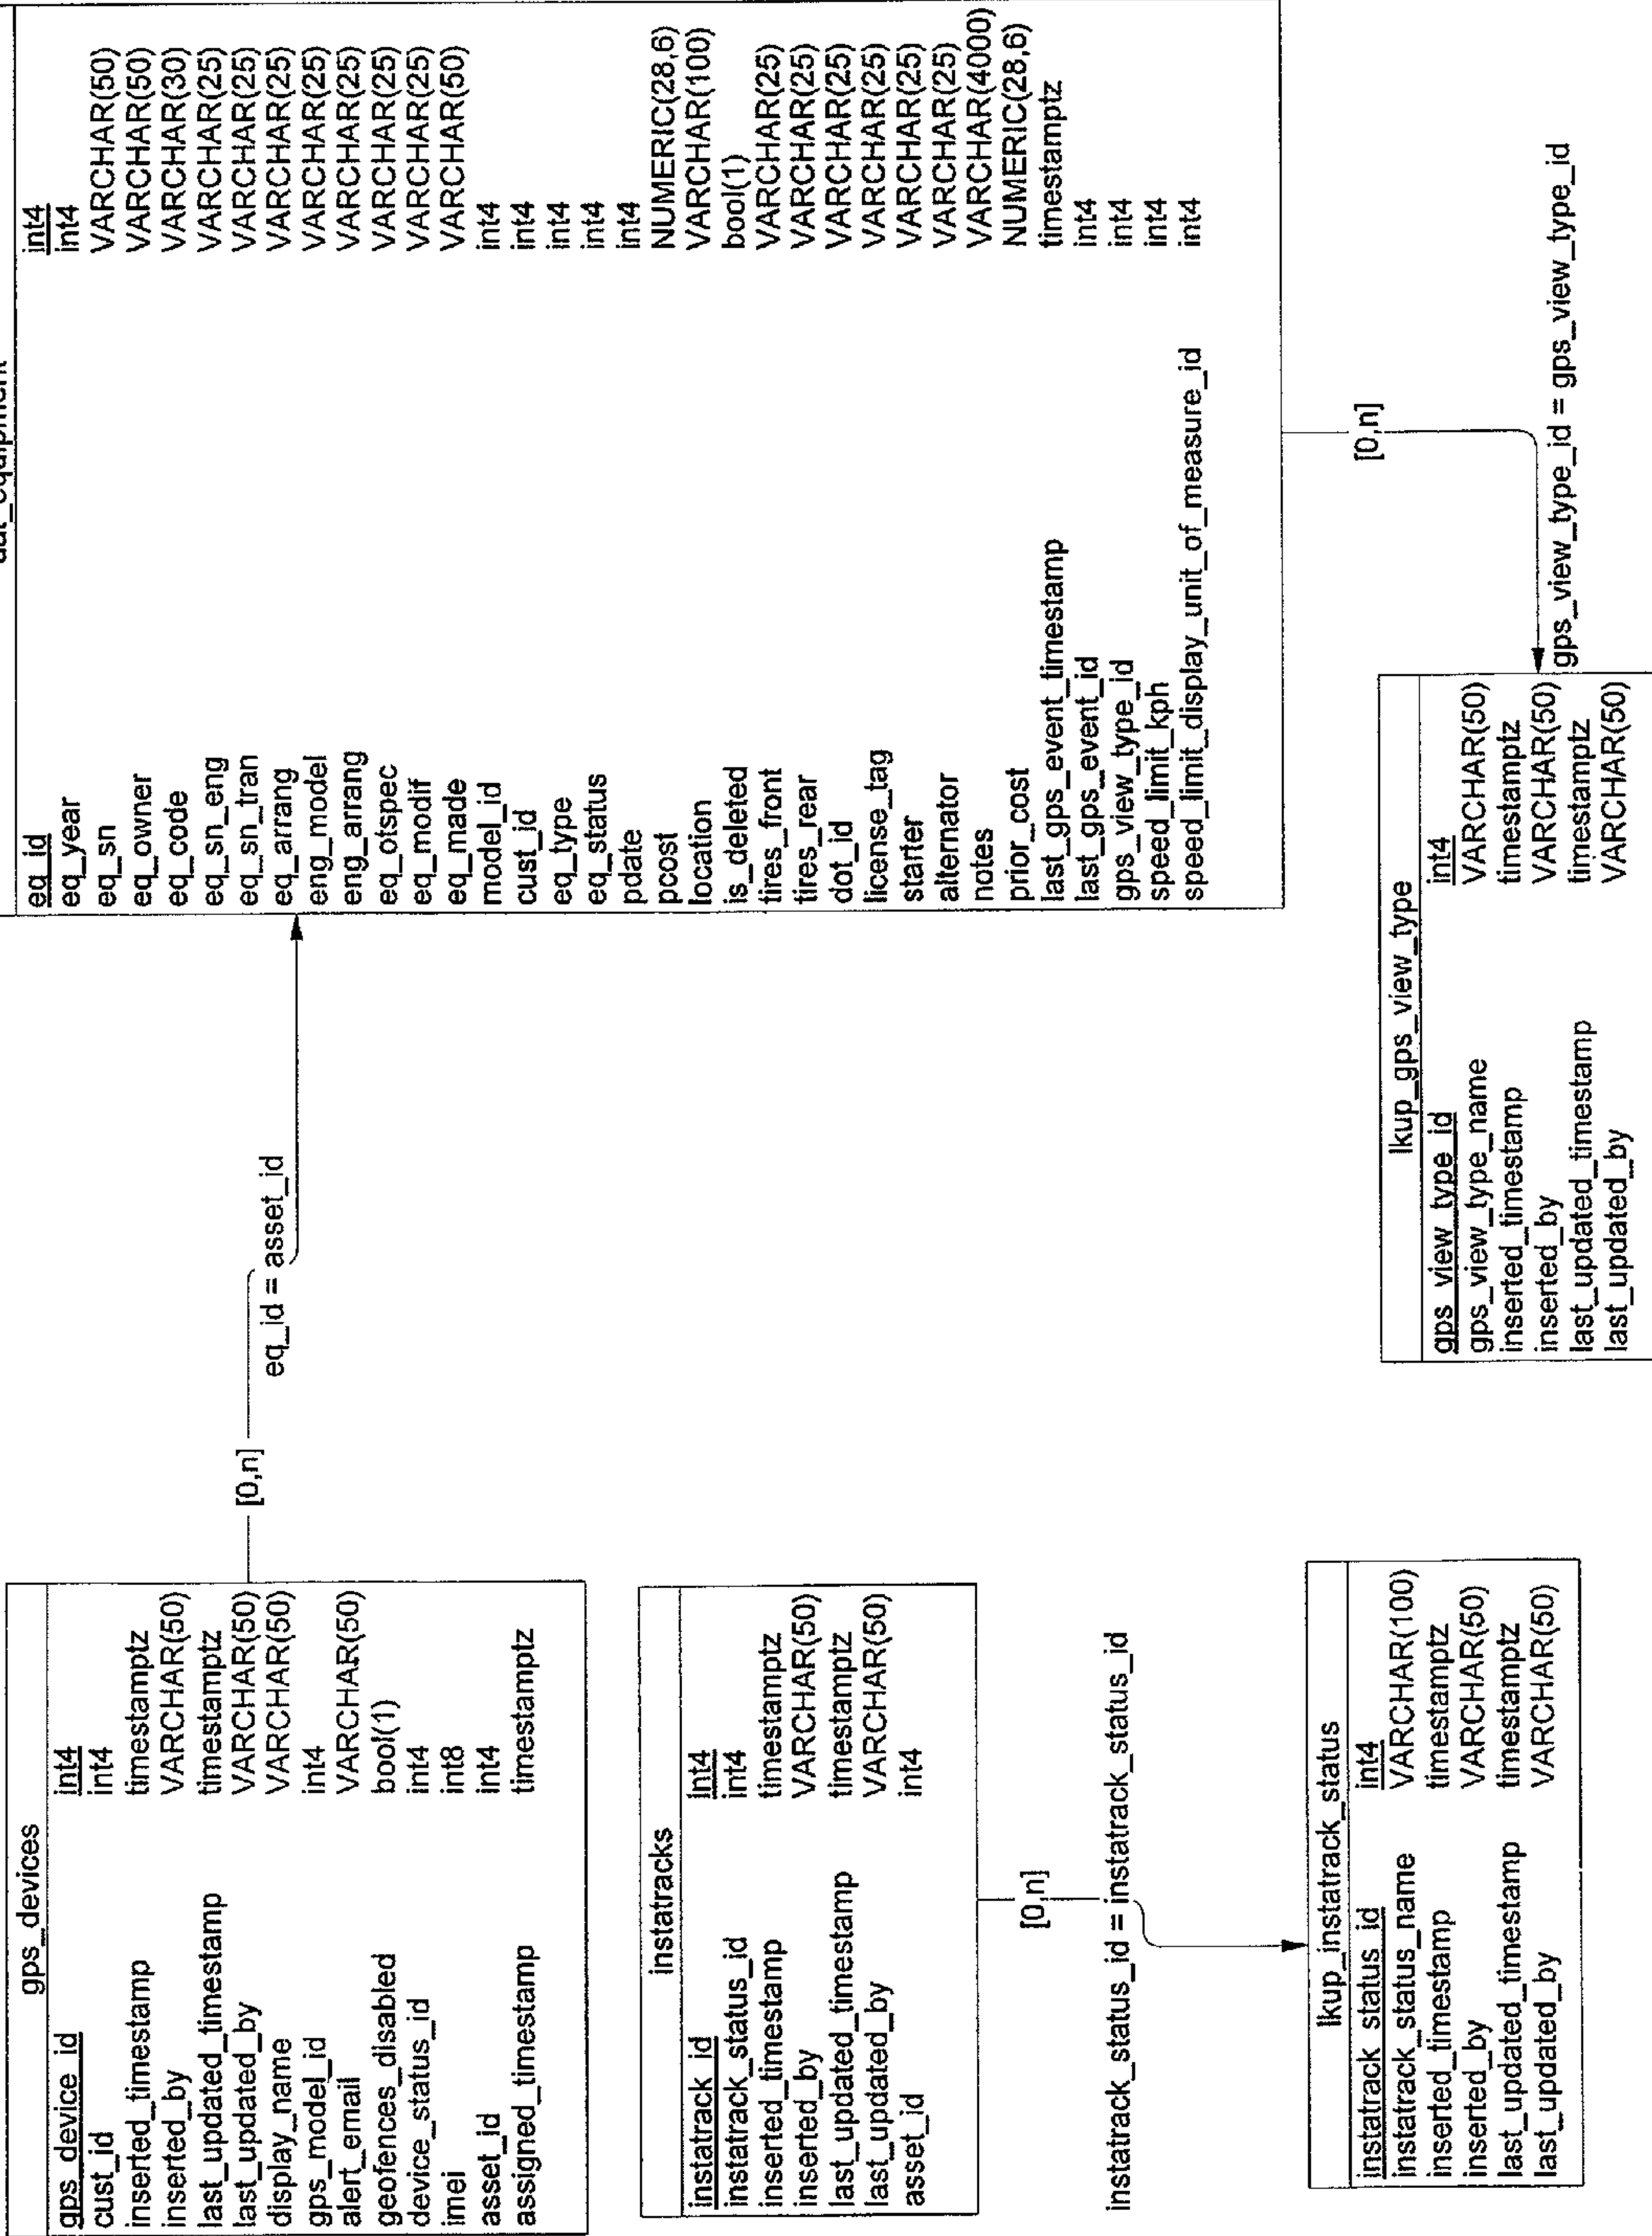 gps_devices
gps_device_id int4
cust_id int4
inserted_timestamp timestamptz
inserted_by VARCHAR(50)
last_updated_timestamp timestamptz
last_updated_by VARCHAR(50)
display_name VARCHAR(50)
gps_model_id int4
alert_email VARCHAR(50)
geofences_disabled bool(1)
device_status_id int4
imei int8
asset_id int4
assigned_timestamp timestamptz
[0,n]
eq_id = asset_id
dat_equipment
eq_id int4
eq_year int4
eq_sn VARCHAR(50)
eq_owner VARCHAR(50)
eq_code VARCHAR(30)
eq_sn_eng VARCHAR(25)
eq_sn_tran VARCHAR(25)
eq_arrang VARCHAR(25)
eng_model VARCHAR(25)
eng_arrang VARCHAR(25)
eq_otspec VARCHAR(25)
eq_modif VARCHAR(25)
eq_made VARCHAR(50)
model_id int4
cust_id int4
eq_type int4
eq_status int4
pdate int4
pcost NUMERIC(28,6)
location VARCHAR(100)
is_deleted bool(1)
tires_front VARCHAR(25)
tires_rear VARCHAR(25)
dot_id VARCHAR(25)
license_tag VARCHAR(25)
starter VARCHAR(25)
alternator VARCHAR(25)
notes VARCHAR(4000)
prior_cost NUMERIC(28,6)
last_gps_event_timestamp timestamptz
last_gps_event_id int4
gps_view_type_id int4
speed_limit_kph int4
speed_limit_display_unit_of_measure_id int4
instatracks
instatrack_id int4
instatrack_status_id int4
inserted_timestamp timestamptz
inserted_by VARCHAR(50)
last_updated_timestamp timestamptz
last_updated_by VARCHAR(50)
asset_id int4
[0,n]
instatrack_status_id = instatrack_status_id
lkup_instatrack_status
instatrack_status_id int4
instatrack_status_name VARCHAR(100)
inserted_timestamp timestamptz
inserted_by VARCHAR(50)
last_updated_timestamp timestamptz
last_updated_by VARCHAR(50)
[0,n]
gps_view_type_id = gps_view_type_id
lkup_gps_view_type
gps_view_type_id int4
gps_view_type_name VARCHAR(50)
inserted_timestamp timestamptz
inserted_by VARCHAR(50)
last_updated_timestamp timestamptz
last_updated_by VARCHAR(50)